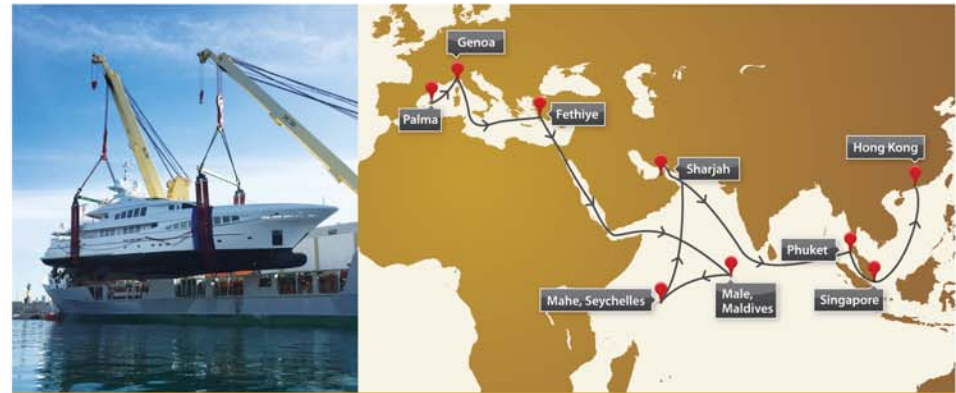 Genoa
Palma
Fethiye
Sharjah
Hong Kong
Phuket
Singapore
Mahe, Seychelles
Male,
Maldives